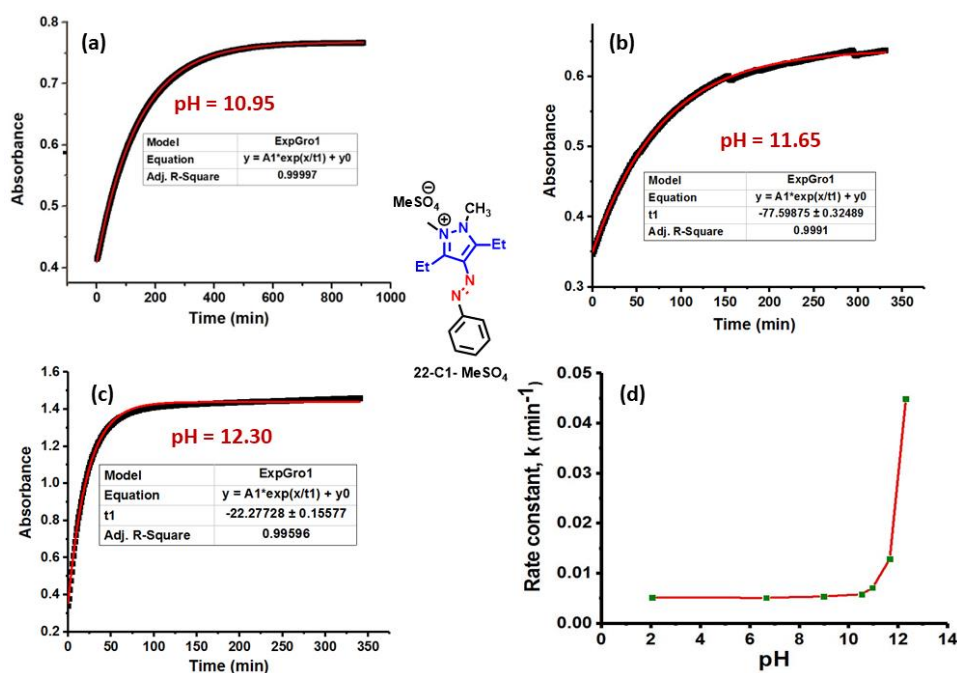 (a)
0.8
0.7
0.6
0.5
0.4
Absorbance
pH = 10.95
Model ExpGro1
Equation y = A1*exp(x/t1) + y0
Adj. R-Square 0.99997
0 200 400 600 800 1000
Time (min)
(b)
0.6
0.5
0.4
0.3
Absorbance
pH = 11.65
Model ExpGro1
Equation y = A1*exp(x/t1) + y0
t1 -77.59875 ± 0.32489
Adj. R-Square 0.9991
0 50 100 150 200 250 300 350
Time (min)
MeSO4 ⊖
⊕ CH3
N N
Et Et
N
N
22-C1- MeSO4
(c)
1.6
1.4
1.2
1.0
0.8
0.6
0.4
0.2
Absorbance
pH = 12.30
Model ExpGro1
Equation y = A1*exp(x/t1) + y0
t1 -22.27728 ± 0.15577
Adj. R-Square 0.99596
0 50 100 150 200 250 300 350
Time (min)
(d)
0.05
0.04
0.03
0.02
0.01
0.00
Rate constant, k (min-1)
0 2 4 6 8 10 12 14
pH